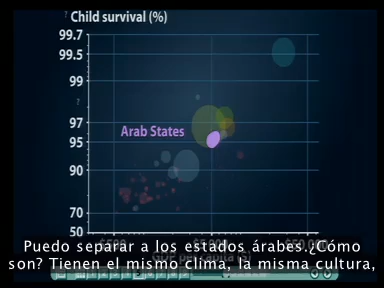 Child survival (%)
99.7
99.5
99
97
Arab States
95
90
70
50
Puedo separar a los estados árabes.¿Cómo
son? Tienen el mismo clima, la misma cultura,